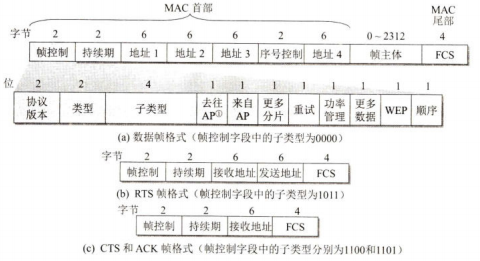 MAC 首部
MAC
尾部
字节 2 2 6 6 6 2 6 0~2312 4
帧控制 持续期 地址 1 地址 2 地址 3 序号控制 地址 4 帧主体 FCS
位 2 2 4 1 1 1 1 1 1 1 1
协议版本 类型 子类型 去往AP① 来自AP 更多分片 重试 功率管理 更多数据 WEP 顺序
(a) 数据帧格式（帧控制字段中的子类型为0000）
字节 2 2 6 6 4
帧控制 持续期 接收地址 发送地址 FCS
(b) RTS 帧格式（帧控制字段中的子类型为1011）
字节 2 2 6 4
帧控制 持续期 接收地址 FCS
(c) CTS 和 ACK 帧格式（帧控制字段中的子类型分别为1100和1101）